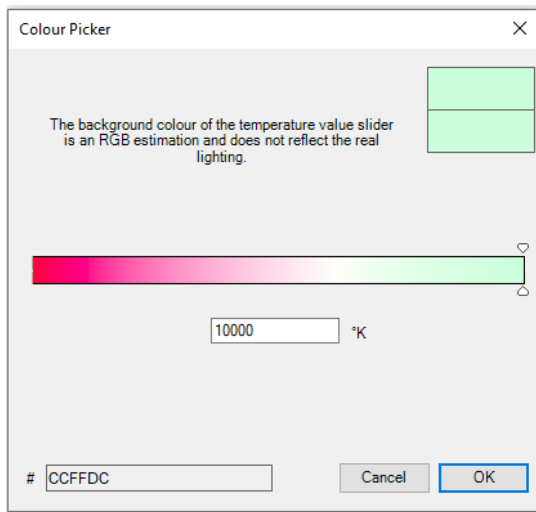 Colour Picker
The background colour of the temperature value slider
is an RGB estimation and does not reflect the real
lighting.
10000 °K
# CCFFDC Cancel OK